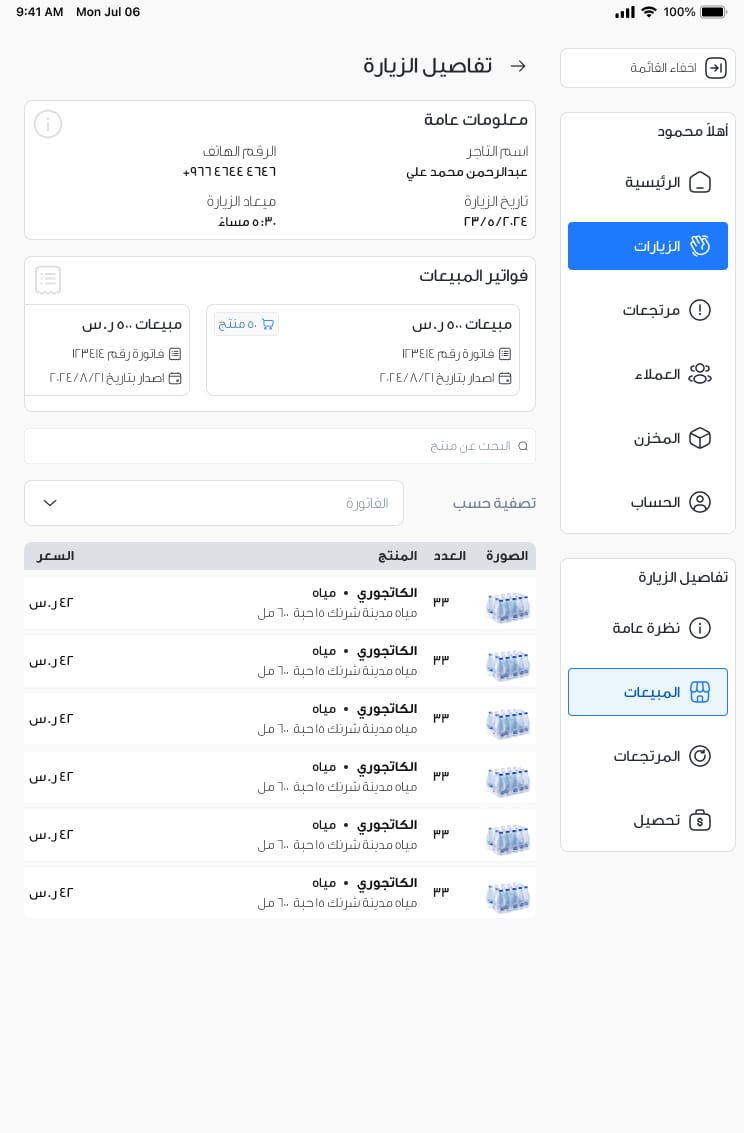 9:41 AM Mon Jul 06
100%
اخفاء القائمة
أهلاً محمود
الرئيسية
الزيارات
مرتجعات
العملاء
المخزن
الحساب
تفاصيل الزيارة
نظرة عامة
المبيعات
المرتجعات
تحصيل
تفاصيل الزيارة
معلومات عامة
اسم التاجر
عبدالرحمن محمد علي
الرقم الهاتف
+٩٦٦ ٤٦٤٤ ٤٦٤٦
تاريخ الزيارة
٢٣/٥/٢٠٢٤
ميعاد الزيارة
٥:٣٠ مساءً
فواتير المبيعات
مبيعات ٥٠٠ ر.س
٥٠ منتج
فاتورة رقم ١٢٣٤١٤
اصدار بتاريخ ٢٠٢٤/٨/٢١
مبيعات ٥٠٠ ر.س
فاتورة رقم ١٢٣٤١٤
اصدار بتاريخ ٢٠٢٤/٨/٢١
البحث عن منتج
تصفية حسب
الفاتورة
الصورة العدد المنتج السعر
٣٣ الكاتجوري • مياه ٤٢ ر.س
مياه مدينة شرنك ١٥ حبة ٦٠٠ مل
٣٣ الكاتجوري • مياه ٤٢ ر.س
مياه مدينة شرنك ١٥ حبة ٦٠٠ مل
٣٣ الكاتجوري • مياه ٤٢ ر.س
مياه مدينة شرنك ١٥ حبة ٦٠٠ مل
٣٣ الكاتجوري • مياه ٤٢ ر.س
مياه مدينة شرنك ١٥ حبة ٦٠٠ مل
٣٣ الكاتجوري • مياه ٤٢ ر.س
مياه مدينة شرنك ١٥ حبة ٦٠٠ مل
٣٣ الكاتجوري • مياه ٤٢ ر.س
مياه مدينة شرنك ١٥ حبة ٦٠٠ مل